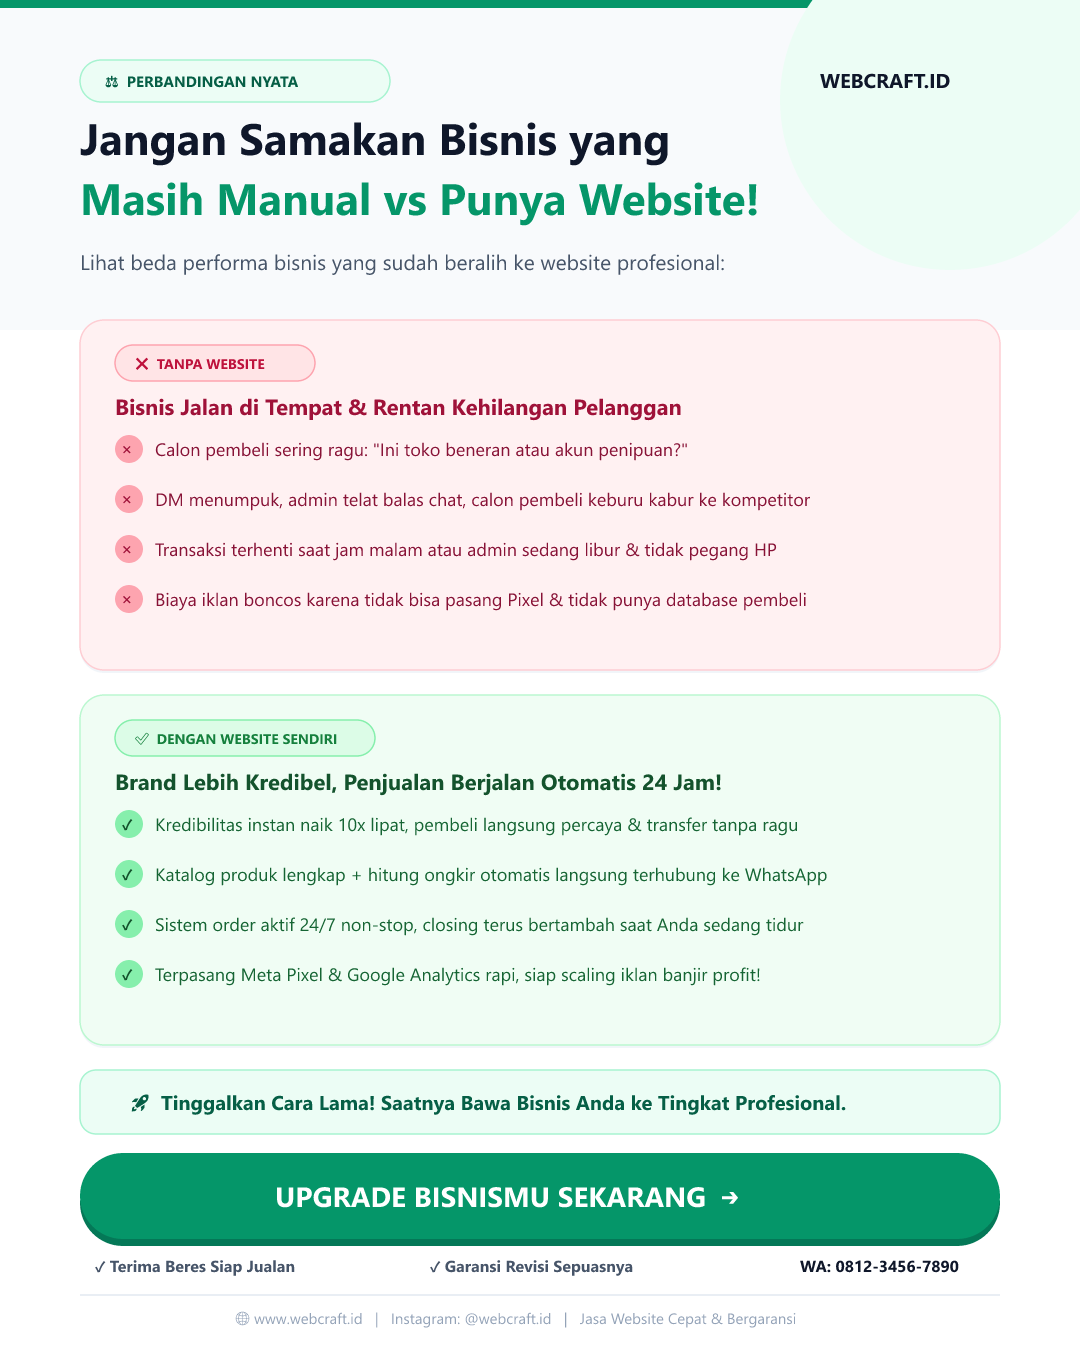 ⚖ PERBANDINGAN NYATA
WEBCRAFT.ID
Jangan Samakan Bisnis yang
Masih Manual vs Punya Website!
Lihat beda performa bisnis yang sudah beralih ke website profesional:
❌ TANPA WEBSITE
Bisnis Jalan di Tempat & Rentan Kehilangan Pelanggan
✕ Calon pembeli sering ragu: "Ini toko beneran atau akun penipuan?"
✕ DM menumpuk, admin telat balas chat, calon pembeli keburu kabur ke kompetitor
✕ Transaksi terhenti saat jam malam atau admin sedang libur & tidak pegang HP
✕ Biaya iklan boncos karena tidak bisa pasang Pixel & tidak punya database pembeli
✅ DENGAN WEBSITE SENDIRI
Brand Lebih Kredibel, Penjualan Berjalan Otomatis 24 Jam!
✓ Kredibilitas instan naik 10x lipat, pembeli langsung percaya & transfer tanpa ragu
✓ Katalog produk lengkap + hitung ongkir otomatis langsung terhubung ke WhatsApp
✓ Sistem order aktif 24/7 non-stop, closing terus bertambah saat Anda sedang tidur
✓ Terpasang Meta Pixel & Google Analytics rapi, siap scaling iklan banjir profit!
🚀 Tinggalkan Cara Lama! Saatnya Bawa Bisnis Anda ke Tingkat Profesional.
UPGRADE BISNISMU SEKARANG ➔
✓ Terima Beres Siap Jualan
✓ Garansi Revisi Sepuasnya
WA: 0812-3456-7890
🌐 www.webcraft.id | Instagram: @webcraft.id | Jasa Website Cepat & Bergaransi